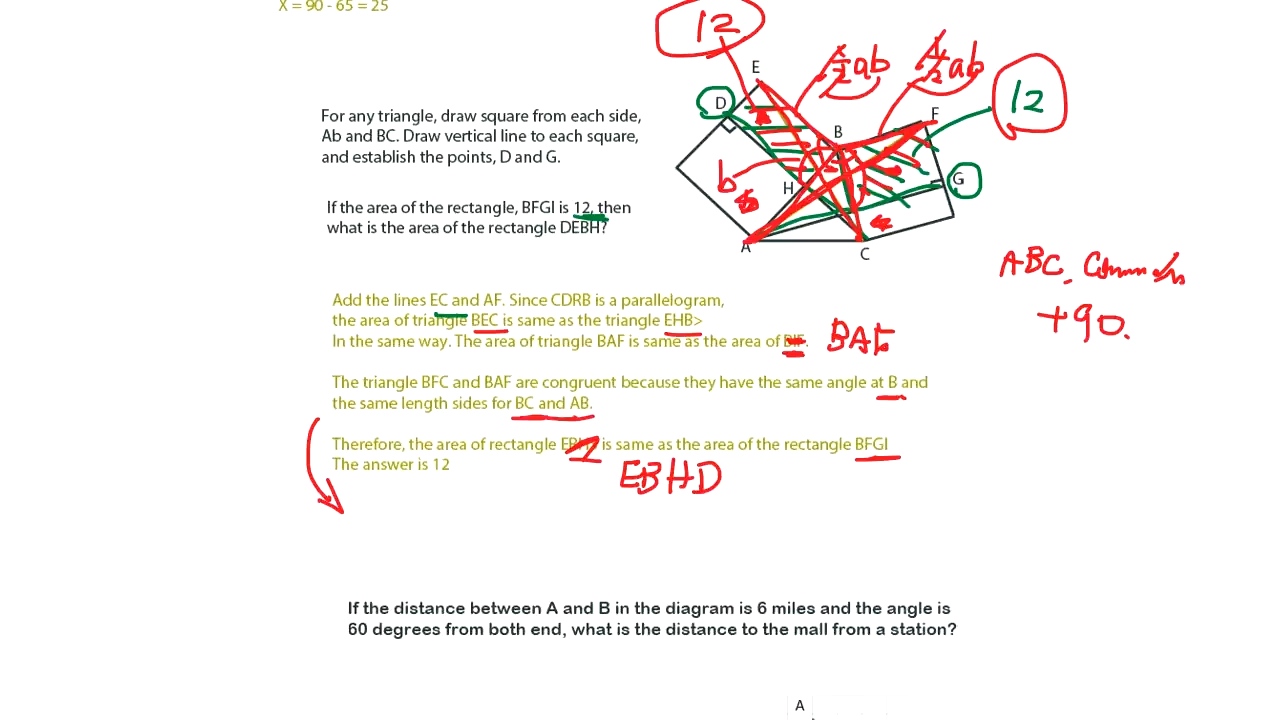 X = 90 - 65 = 25
12
½ab
½ab
E
D
F
12
B
For any triangle, draw square from each side,
Ab and BC. Draw vertical line to each square,
and establish the points, D and G.
b
H
G
If the area of the rectangle, BFGI is 12, then
what is the area of the rectangle DEBH?
A
C
ABC
Add the lines EC and AF. Since CDRB is a parallelogram,
the area of triangle BEC is same as the triangle EHB>
+90.
In the same way. The area of triangle BAF is same as the area of BIF.
The triangle BFC and BAF are congruent because they have the same angle at B and
the same length sides for BC and AB.
Therefore, the area of rectangle is same as the area of the rectangle BFGI
The answer is 12
EBHD
If the distance between A and B in the diagram is 6 miles and the angle is
60 degrees from both end, what is the distance to the mall from a station?
A